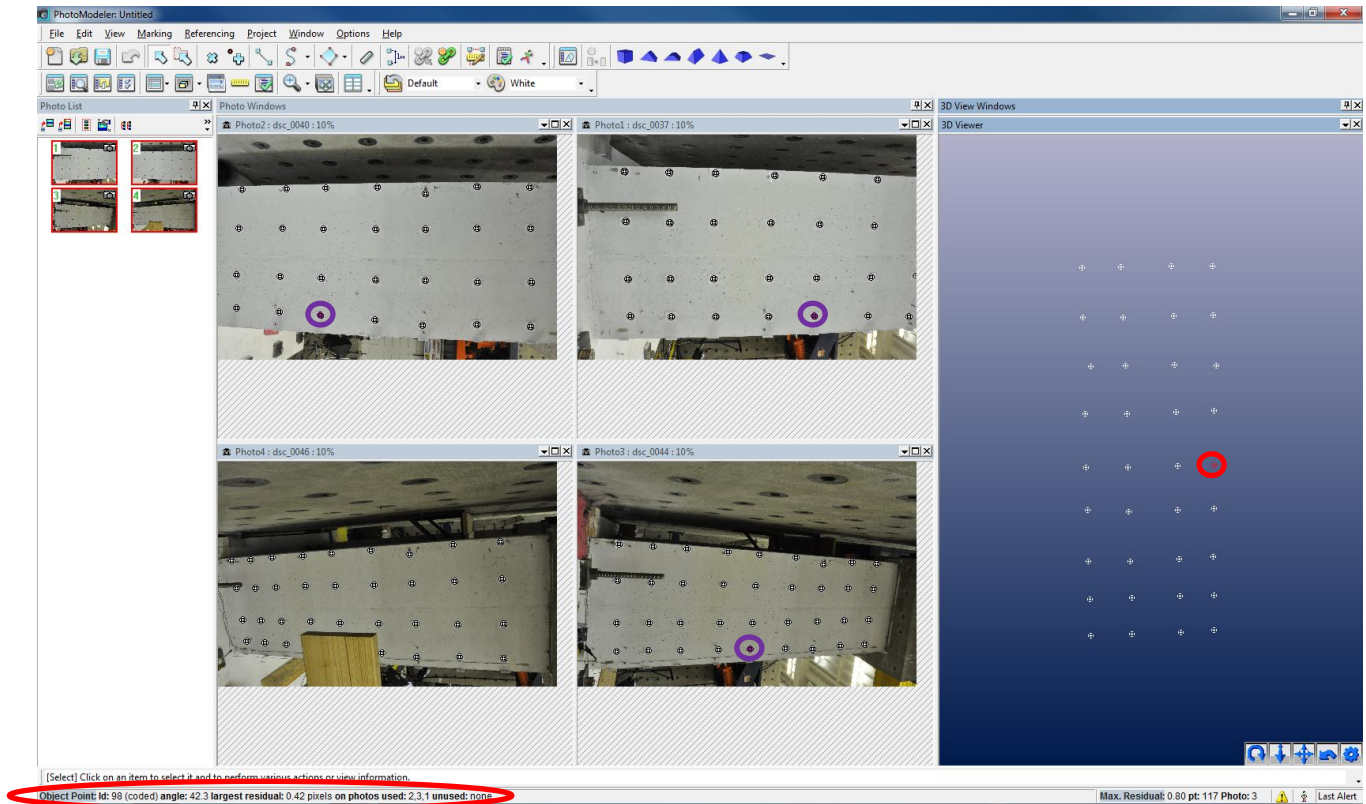 PhotoModeler: Untitled
File Edit View Marking Referencing Project Window Options Help
Default White
Photo List
Photo Windows
3D View Windows
Photo2 : dsc_0040 : 10%
Photo1 : dsc_0037 : 10%
3D Viewer
1 2
3 4
Photo4 : dsc_0046 : 10%
Photo3 : dsc_0044 : 10%
[Select] Click on an item to select it and to perform various actions or view information.
Object Point: Id: 98 (coded) angle: 42.3 largest residual: 0.42 pixels on photos used: 2,3,1 unused: none
Max. Residual: 0.80 pt: 117 Photo: 3
Last Alert